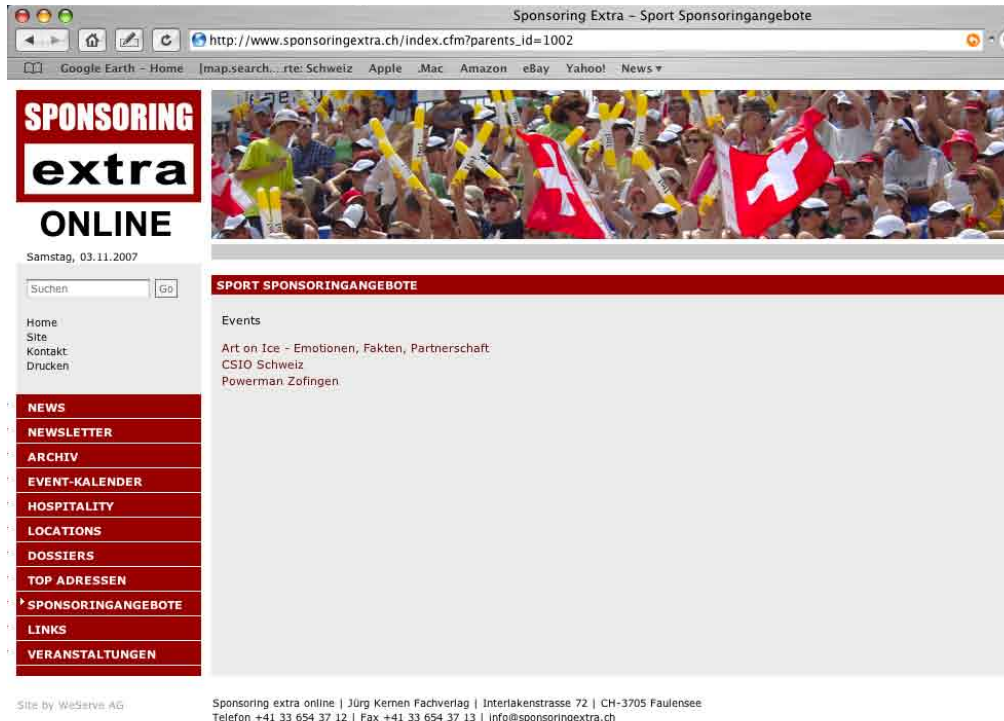 Sponsoring Extra – Sport Sponsoringangebote
http://www.sponsoringextra.ch/index.cfm?parents_id=1002
Google Earth – Home [map.search... rte: Schweiz Apple .Mac Amazon eBay Yahoo! News
SPONSORING
extra
ONLINE
Samstag, 03.11.2007
Suchen Go
Home
Site
Kontakt
Drucken
NEWS
NEWSLETTER
ARCHIV
EVENT-KALENDER
HOSPITALITY
LOCATIONS
DOSSIERS
TOP ADRESSEN
SPONSORINGANGEBOTE
LINKS
VERANSTALTUNGEN
SPORT SPONSORINGANGEBOTE
Events
Art on Ice - Emotionen, Fakten, Partnerschaft
CSIO Schweiz
Powerman Zofingen
Site by WeServe AG
Sponsoring extra online | Jürg Kernen Fachverlag | Interlakenstrasse 72 | CH-3705 Faulensee
Telefon +41 33 654 37 12 | Fax +41 33 654 37 13 | info@sponsoringextra.ch